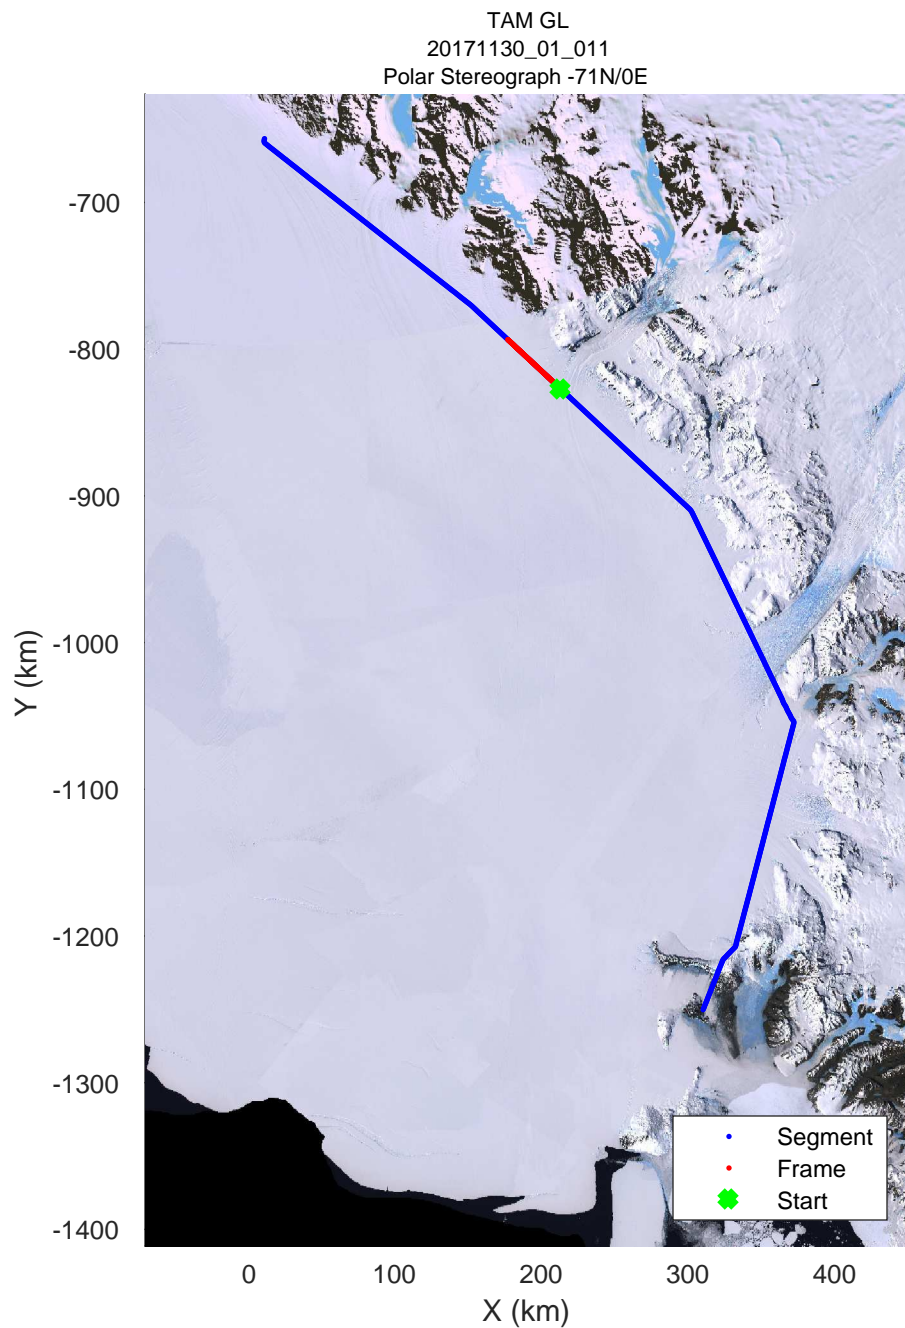 TAM GL
20171130_01_011
Polar Stereograph -71N/0E
-700
-800
-900
-1000
-1100
-1200
-1300
-1400
Y (km)
0 100 200 300 400
X (km)
Segment
Frame
Start